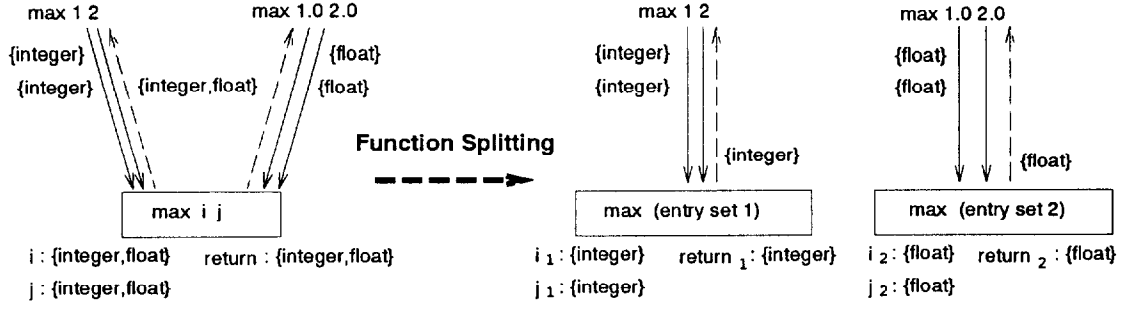 max 1 2
max 1.0 2.0
{integer}
{integer}
{integer,float}
{float}
{float}
max i j
i : {integer,float}
return : {integer,float}
j : {integer,float}
Function Splitting
max 1 2
{integer}
{integer}
{integer}
max (entry set 1)
i 1 : {integer}
return 1 : {integer}
j 1 : {integer}
max 1.0 2.0
{float}
{float}
{float}
max (entry set 2)
i 2 : {float}
return 2 : {float}
j 2 : {float}